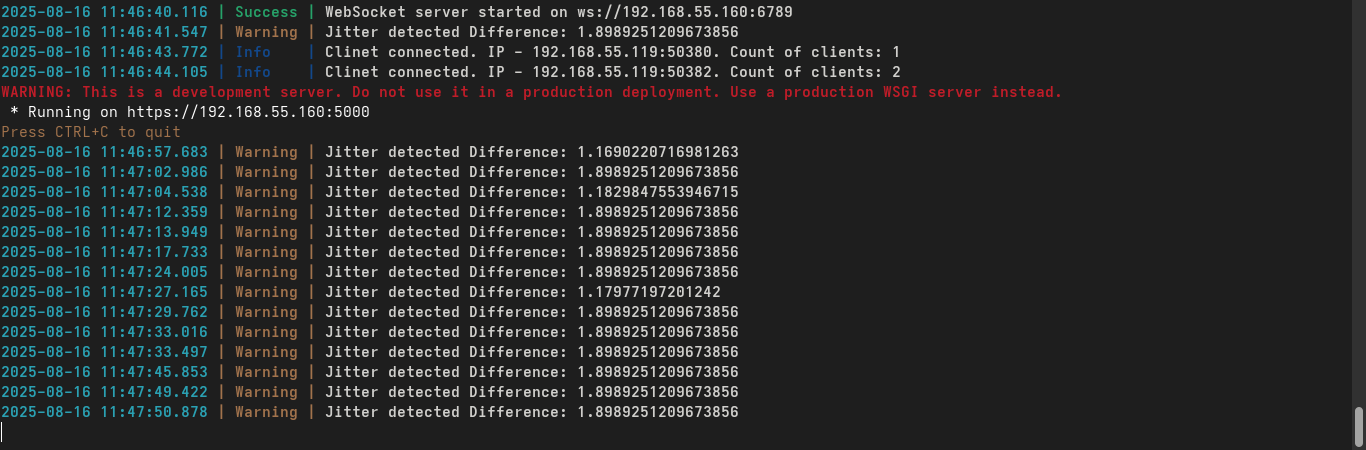 2025-08-16 11:46:40.116 | Success | WebSocket server started on ws://192.168.55.160:6789
2025-08-16 11:46:41.547 | Warning | Jitter detected Difference: 1.8989251209673856
2025-08-16 11:46:43.772 | Info    | Clinet connected. IP - 192.168.55.119:50380. Count of clients: 1
2025-08-16 11:46:44.105 | Info    | Clinet connected. IP - 192.168.55.119:50382. Count of clients: 2
WARNING: This is a development server. Do not use it in a production deployment. Use a production WSGI server instead.
 * Running on https://192.168.55.160:5000
Press CTRL+C to quit
2025-08-16 11:46:57.683 | Warning | Jitter detected Difference: 1.1690220716981263
2025-08-16 11:47:02.986 | Warning | Jitter detected Difference: 1.8989251209673856
2025-08-16 11:47:04.538 | Warning | Jitter detected Difference: 1.1829847553946715
2025-08-16 11:47:12.359 | Warning | Jitter detected Difference: 1.8989251209673856
2025-08-16 11:47:13.949 | Warning | Jitter detected Difference: 1.8989251209673856
2025-08-16 11:47:17.733 | Warning | Jitter detected Difference: 1.8989251209673856
2025-08-16 11:47:24.005 | Warning | Jitter detected Difference: 1.8989251209673856
2025-08-16 11:47:27.165 | Warning | Jitter detected Difference: 1.17977197201242
2025-08-16 11:47:29.762 | Warning | Jitter detected Difference: 1.8989251209673856
2025-08-16 11:47:33.016 | Warning | Jitter detected Difference: 1.8989251209673856
2025-08-16 11:47:33.497 | Warning | Jitter detected Difference: 1.8989251209673856
2025-08-16 11:47:45.853 | Warning | Jitter detected Difference: 1.8989251209673856
2025-08-16 11:47:49.422 | Warning | Jitter detected Difference: 1.8989251209673856
2025-08-16 11:47:50.878 | Warning | Jitter detected Difference: 1.8989251209673856